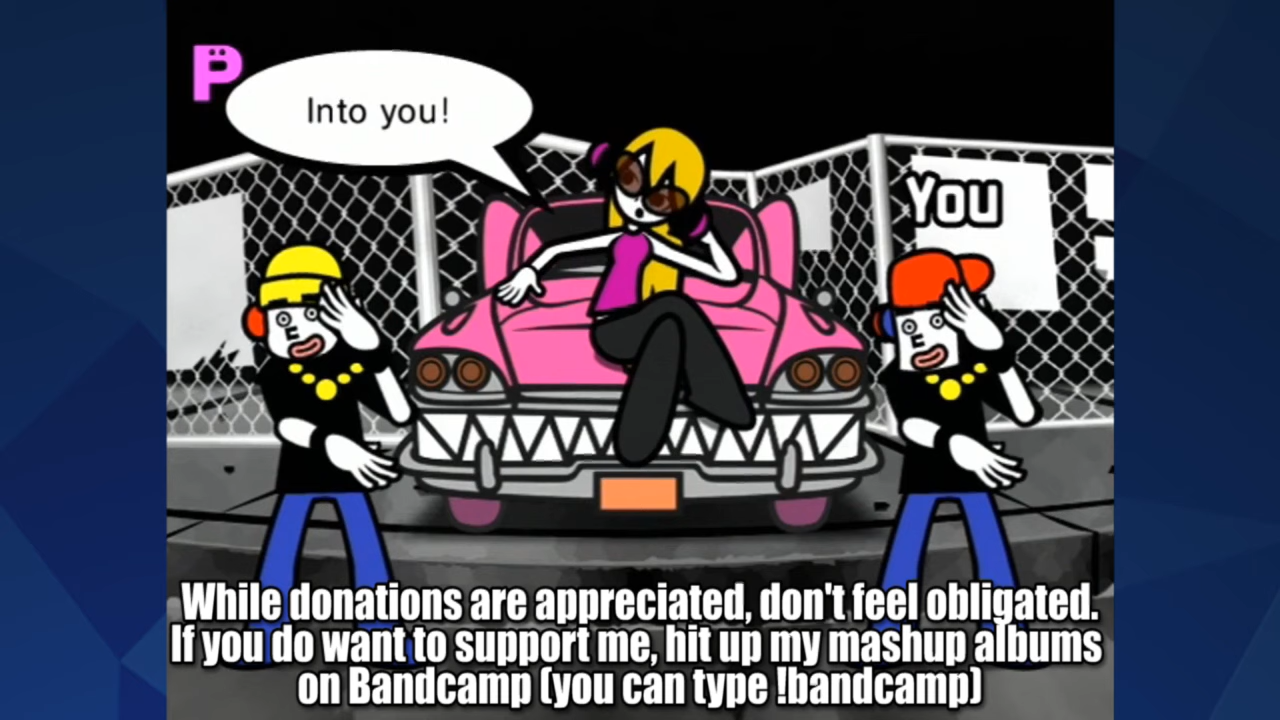 P
Into you!
You
While donations are appreciated, don't feel obligated.
If you do want to support me, hit up my mashup albums
on Bandcamp (you can type !bandcamp)